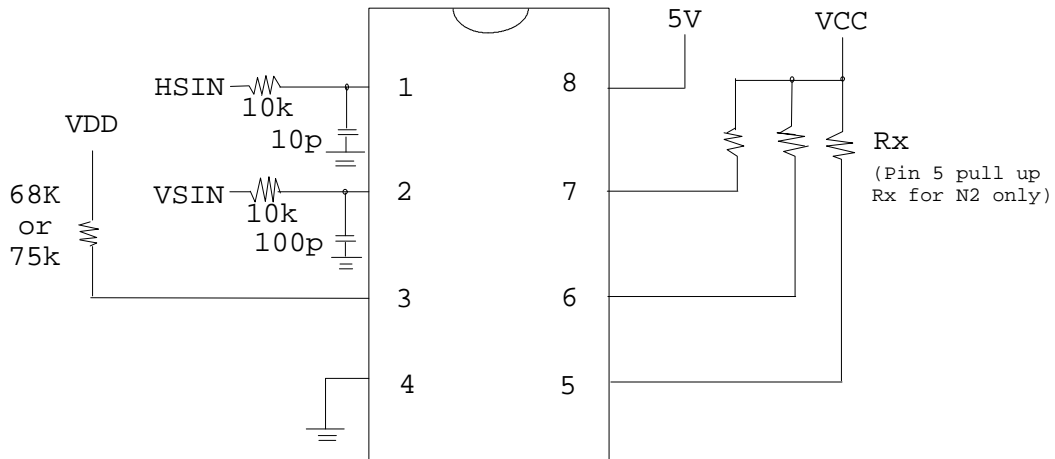 5V
VCC
HSIN
10k
10p
1
8
VDD
Rx
(Pin 5 pull up
Rx for N2 only)
68K
or
75k
VSIN
10k
100p
2
7
3
6
4
5